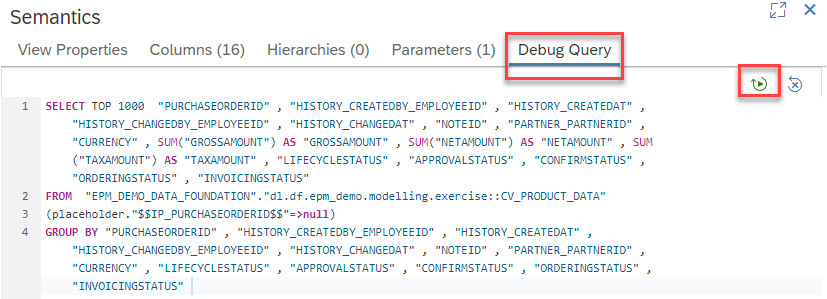 Semantics
View Properties Columns (16) Hierarchies (0) Parameters (1) Debug Query
1 SELECT TOP 1000 "PURCHASEORDERID" , "HISTORY_CREATEDBY_EMPLOYEEID" , "HISTORY_CREATEDAT" ,
"HISTORY_CHANGEDBY_EMPLOYEEID" , "HISTORY_CHANGEDAT" , "NOTEID" , "PARTNER_PARTNERID" ,
"CURRENCY" , SUM("GROSSAMOUNT") AS "GROSSAMOUNT" , SUM("NETAMOUNT") AS "NETAMOUNT" , SUM
("TAXAMOUNT") AS "TAXAMOUNT" , "LIFECYCLESTATUS" , "APPROVALSTATUS" , "CONFIRMSTATUS" ,
"ORDERINGSTATUS" , "INVOICINGSTATUS"
2 FROM "EPM_DEMO_DATA_FOUNDATION"."dl.df.epm_demo.modelling.exercise::CV_PRODUCT_DATA"
3 (placeholder."$$IP_PURCHASEORDERID$$"=>null)
4 GROUP BY "PURCHASEORDERID" , "HISTORY_CREATEDBY_EMPLOYEEID" , "HISTORY_CREATEDAT" ,
"HISTORY_CHANGEDBY_EMPLOYEEID" , "HISTORY_CHANGEDAT" , "NOTEID" , "PARTNER_PARTNERID" ,
"CURRENCY" , "LIFECYCLESTATUS" , "APPROVALSTATUS" , "CONFIRMSTATUS" , "ORDERINGSTATUS" ,
"INVOICINGSTATUS"